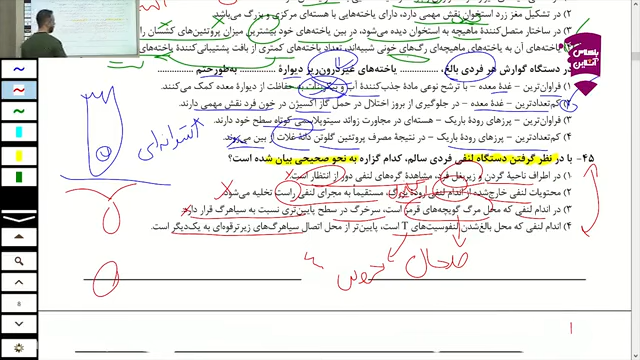 ۲) در تشکیل مغز زرد استخوان نقش مهمی دارد، دارای یاخته‌هایی با هسته‌ای مرکزی و بزرگ می‌باشد.
۳) در ساختار متصل‌کنندهٔ ماهیچه به استخوان دیده می‌شود، در بین یاخته‌های خود بیشترین میزان پروتئین‌های کشسان را
یاخته‌های آن به یاخته‌های ماهیچه‌ای رگ‌های خونی شبیه‌اند، تعداد یاخته‌های کمتری از بافت پشتیبانی کنندهٔ یاخته‌های
در دستگاه گوارش هر فردی بالغ، .................. یاخته‌های غیردرون‌ریز دیوارهٔ .................. به‌طور حتم
۱) فراوان‌ترین - غدهٔ معده - با ترشح نوعی مادهٔ جذب‌کنندهٔ آب حفاظت از دیوارهٔ معده کمک می‌کنند.
۲) کم‌تعدادترین - غدهٔ معده - در جلوگیری از بروز اختلال در حمل گاز اکسیژن در خون فرد نقش مهمی دارند.
۳) فراوان‌ترین - پرزهای رودهٔ باریک - هسته‌ای در مجاورت زوائد سیتوپلاسمی کوتاه سطح خود دارند.
۴) کم‌تعدادترین - پرزهای رودهٔ باریک - در نتیجهٔ مصرف پروتئین گلوتن دانهٔ غلات از بین می‌روند.
۴۵- با در نظر گرفتن دستگاه لنفی فردی سالم، کدام گزاره به نحو صحیحی بیان شده است؟
۱) در اطراف ناحیهٔ گردن و زیربغل فرد، مشاهدهٔ گره‌های لنفی دور از انتظار است.
۲) محتویات لنفی خارج‌شده از اندام لنفی مستقیماً به مجرای لنفی راست تخلیه می‌شود.
۳) در اندام لنفی که محل مرگ گویچه‌های قرمز است، سرخرگ در سطح پایین‌تری نسبت به سیاهرگ قرار دارد.
۴) در اندام لنفی که محل بالغ‌شدن لنفوسیت‌های T است، پایین‌تر از محل اتصال سیاهرگ‌های زیرترقوه‌ای به یک‌دیگر است.
استوانه‌ای
طحال
تیموس
۱
8